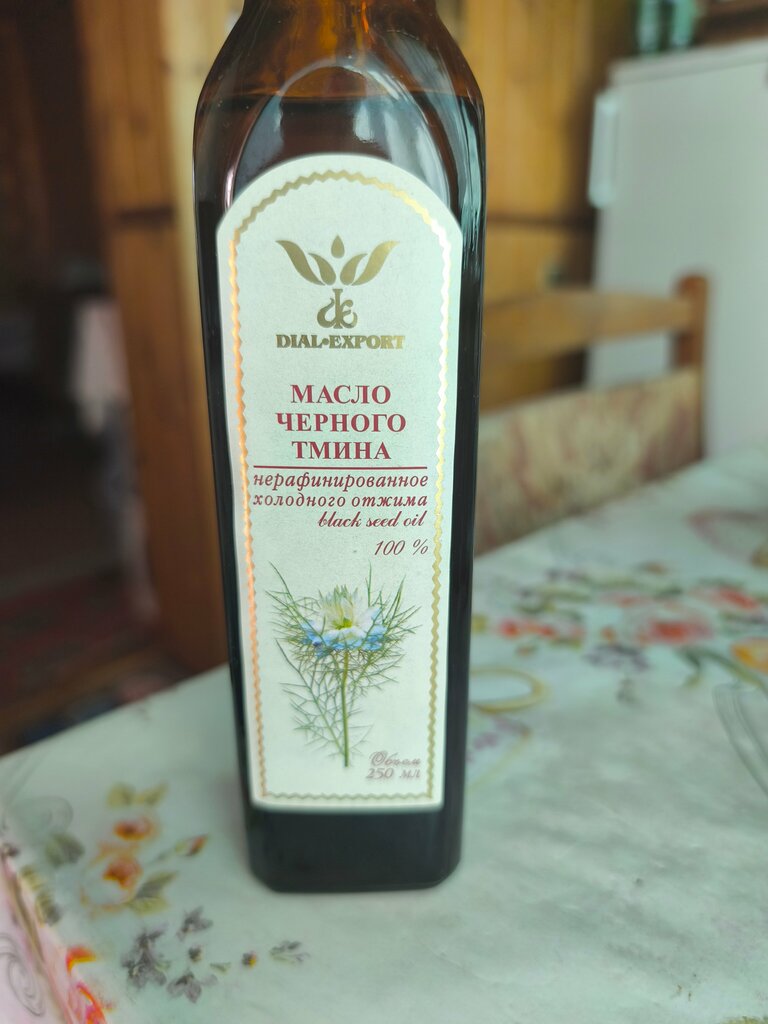 DIAL•EXPORT
МАСЛО
ЧЕРНОГО
ТМИНА
нерафинированное
холодного отжима
black seed oil
100 %
Объем
250 мл